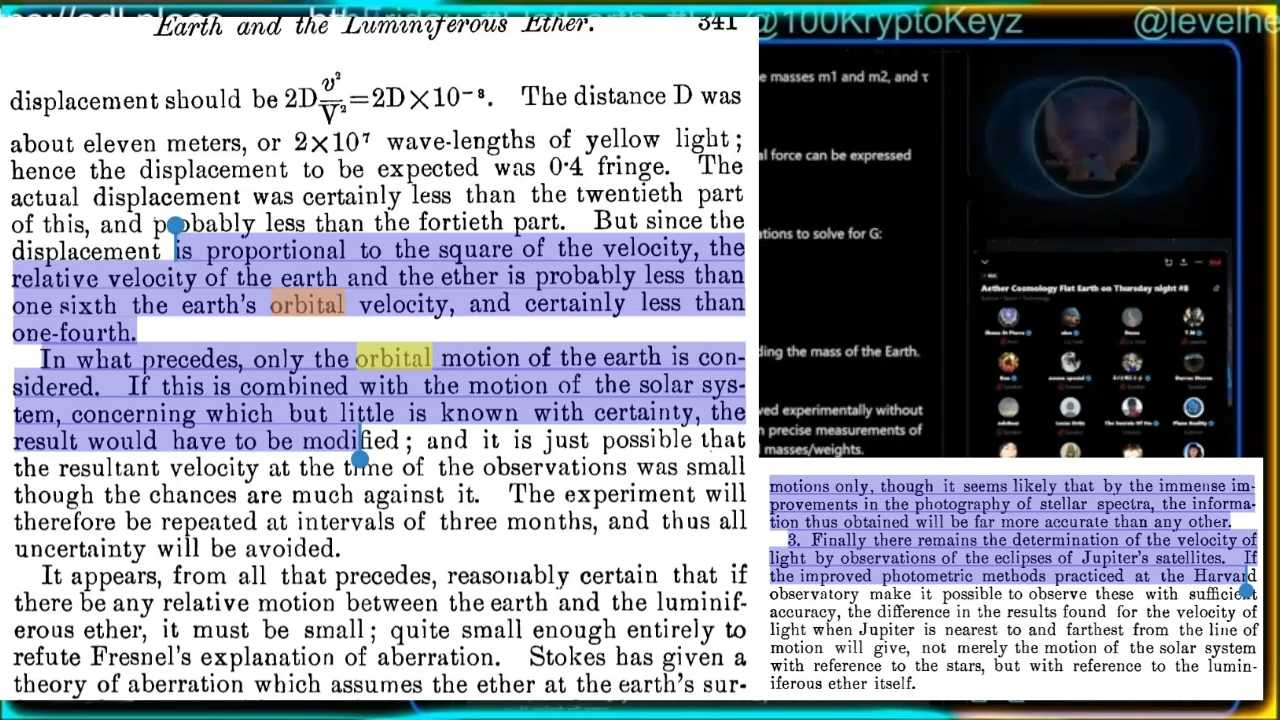 @100KryptoKeyz
@levelhe
Earth and the Luminiferous Ether. 341
displacement should be 2D v²/V² = 2D × 10⁻⁸. The distance D was
about eleven meters, or 2×10⁷ wave-lengths of yellow light;
hence the displacement to be expected was 0·4 fringe. The
actual displacement was certainly less than the twentieth part
of this, and probably less than the fortieth part. But since the
displacement is proportional to the square of the velocity, the
relative velocity of the earth and the ether is probably less than
one sixth the earth's orbital velocity, and certainly less than
one-fourth.
In what precedes, only the orbital motion of the earth is con-
sidered. If this is combined with the motion of the solar sys-
tem, concerning which but little is known with certainty, the
result would have to be modified; and it is just possible that
the resultant velocity at the time of the observations was small
though the chances are much against it. The experiment will
therefore be repeated at intervals of three months, and thus all
uncertainty will be avoided.
It appears, from all that precedes, reasonably certain that if
there be any relative motion between the earth and the luminif-
erous ether, it must be small; quite small enough entirely to
refute Fresnel's explanation of aberration. Stokes has given a
theory of aberration which assumes the ether at the earth's sur-
e masses m1 and m2, and τ
al force can be expressed
ations to solve for G:
ding the mass of the Earth.
ved experimentally without
n precise measurements of
l masses/weights.
Aether Cosmology Flat Earth on Thursday night #8
motions only, though it seems likely that by the immense im-
provements in the photography of stellar spectra, the informa-
tion thus obtained will be far more accurate than any other.
3. Finally there remains the determination of the velocity of
light by observations of the eclipses of Jupiter's satellites. If
the improved photometric methods practiced at the Harvard
observatory make it possible to observe these with sufficient
accuracy, the difference in the results found for the velocity of
light when Jupiter is nearest to and farthest from the line of
motion will give, not merely the motion of the solar system
with reference to the stars, but with reference to the lumin-
iferous ether itself.